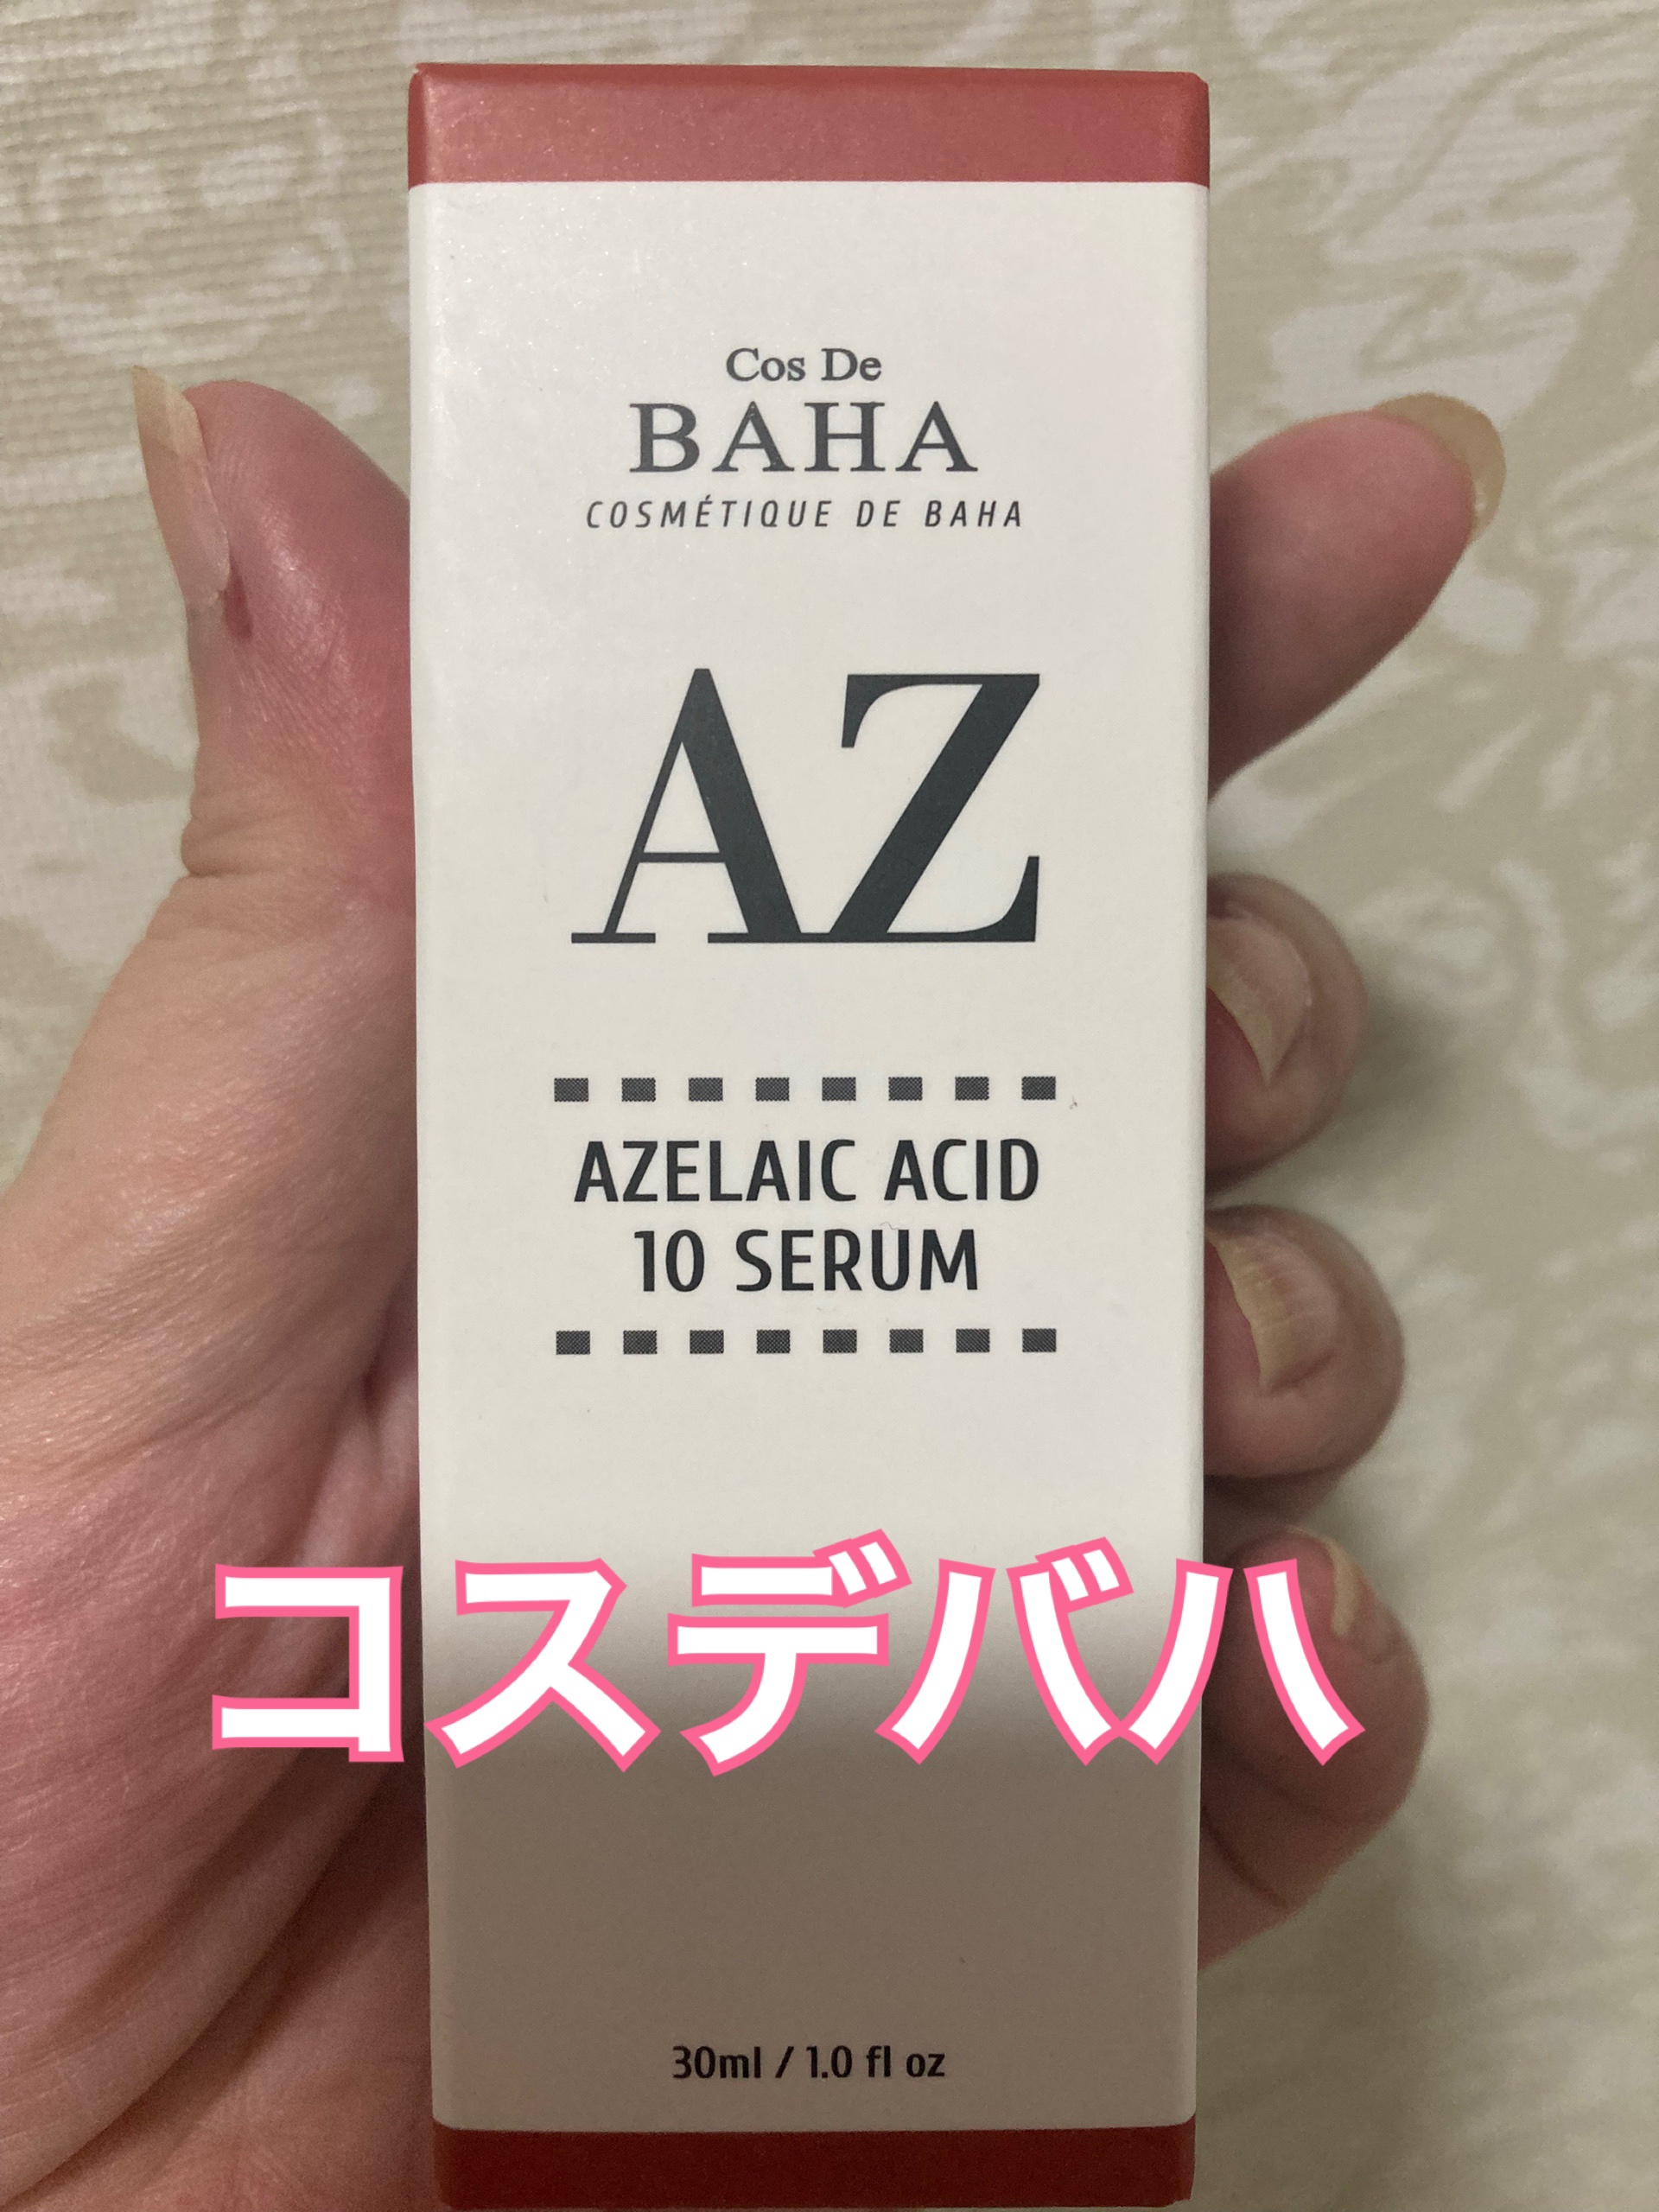 Cos De
BAHA
COSMÉTIQUE DE BAHA
AZ
AZELAIC ACID
10 SERUM
コスデバハ
30ml / 1.0 fl oz